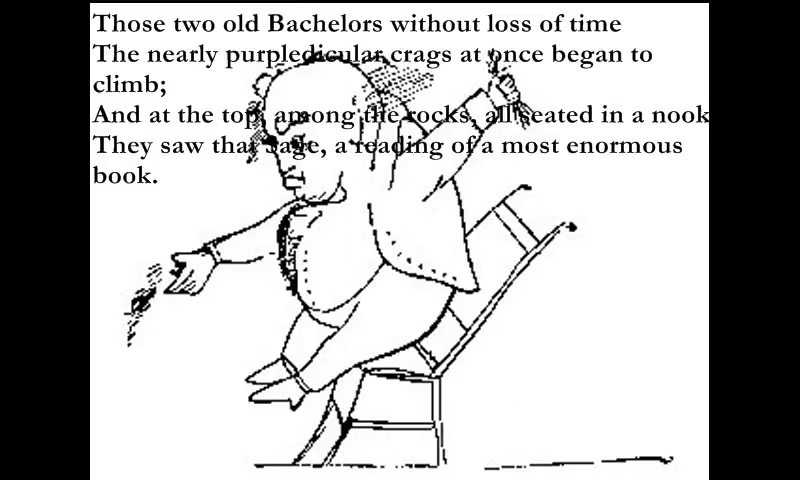 Those two old Bachelors without loss of time
The nearly purpledicular crags at once began to
climb;
And at the top, among the rocks, all seated in a nook
They saw that Sage, a reading of a most enormous
book.